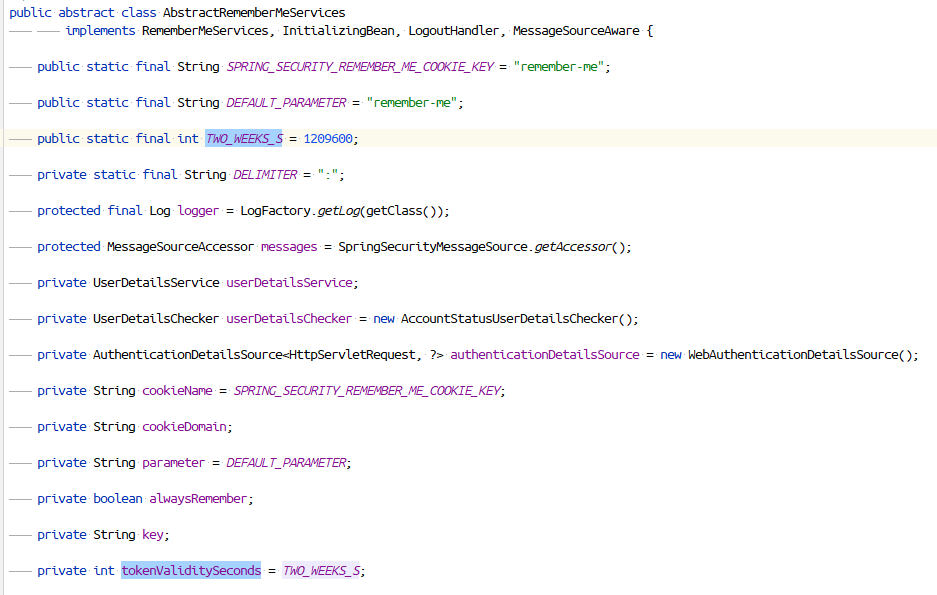 public abstract class AbstractRememberMeServices
implements RememberMeServices, InitializingBean, LogoutHandler, MessageSourceAware {
public static final String SPRING_SECURITY_REMEMBER_ME_COOKIE_KEY = "remember-me";
public static final String DEFAULT_PARAMETER = "remember-me";
public static final int TWO_WEEKS_S = 1209600;
private static final String DELIMITER = ":";
protected final Log logger = LogFactory.getLog(getClass());
protected MessageSourceAccessor messages = SpringSecurityMessageSource.getAccessor();
private UserDetailsService userDetailsService;
private UserDetailsChecker userDetailsChecker = new AccountStatusUserDetailsChecker();
private AuthenticationDetailsSource<HttpServletRequest, ?> authenticationDetailsSource = new WebAuthenticationDetailsSource();
private String cookieName = SPRING_SECURITY_REMEMBER_ME_COOKIE_KEY;
private String cookieDomain;
private String parameter = DEFAULT_PARAMETER;
private boolean alwaysRemember;
private String key;
private int tokenValiditySeconds = TWO_WEEKS_S;